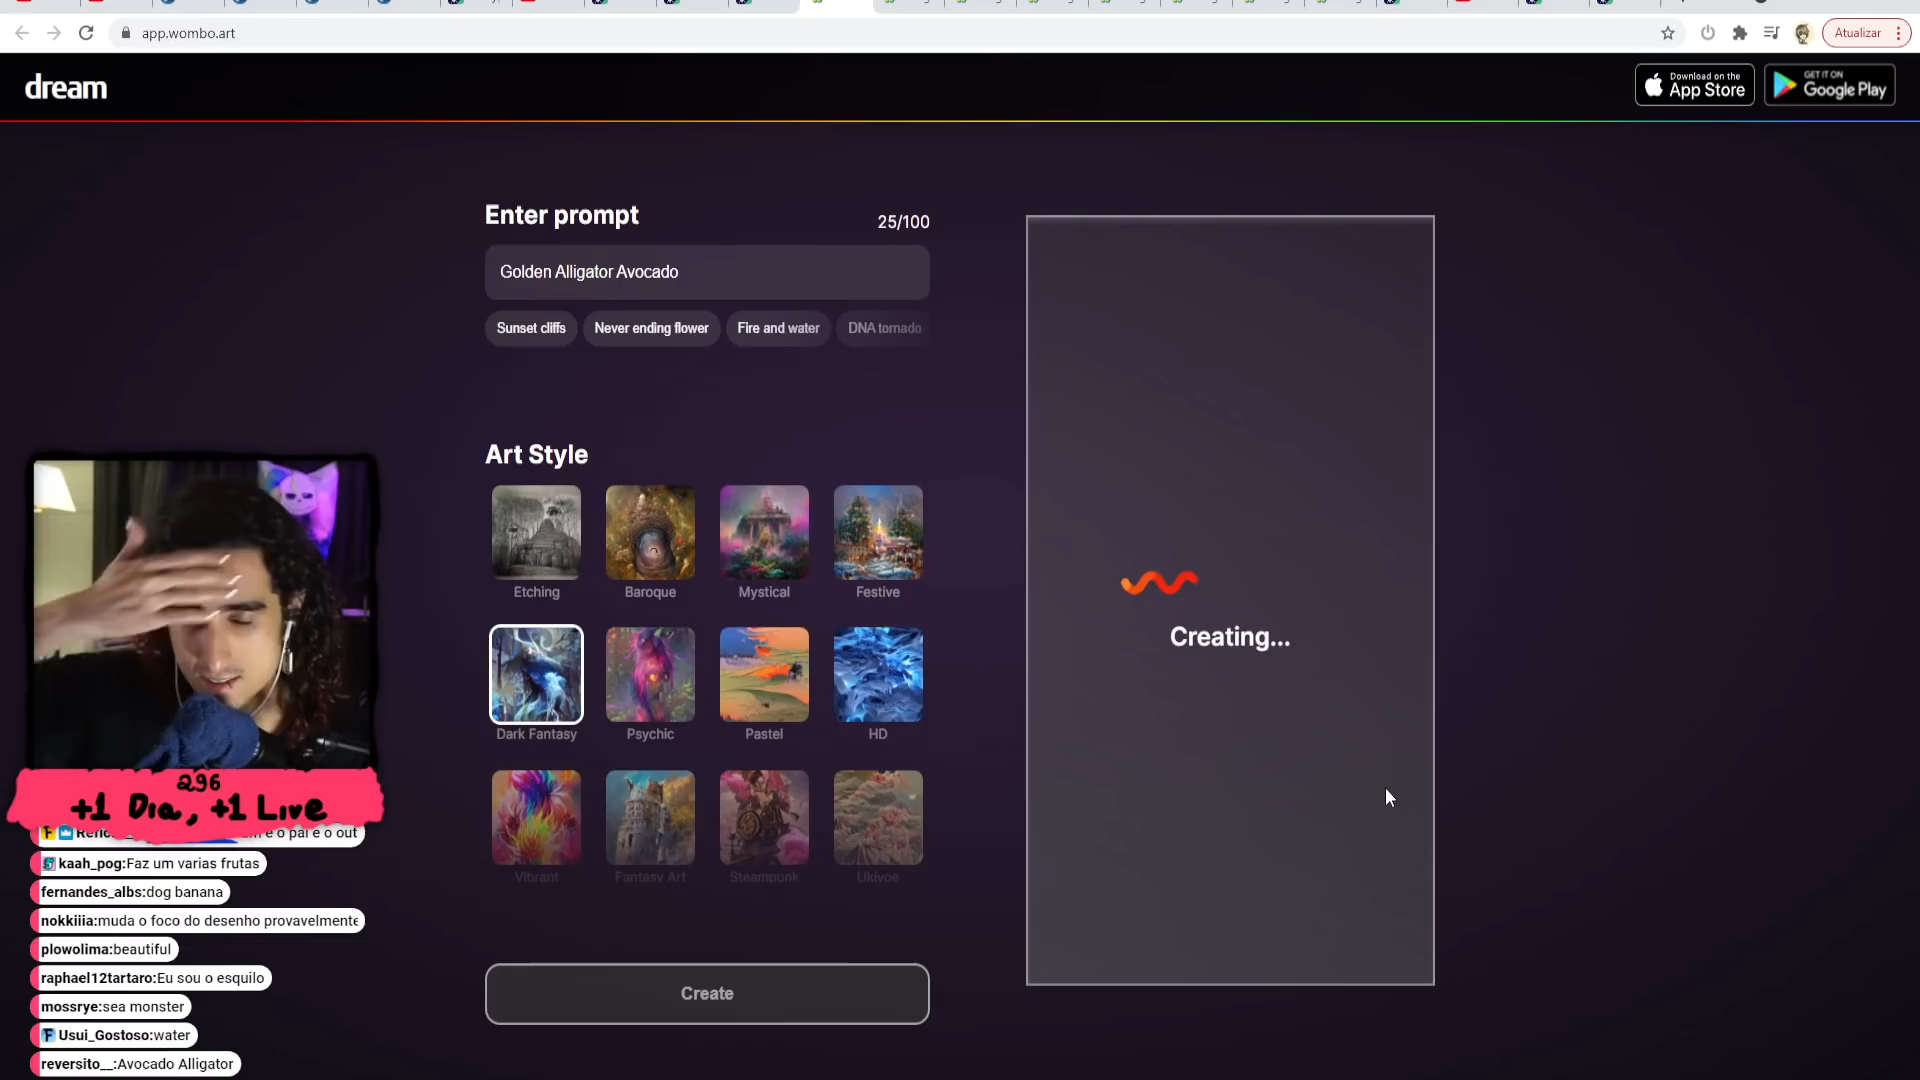 app.wombo.art
Atualizar
dream
Download on the
App Store
GET IT ON
Google Play
Enter prompt
25/100
Golden Alligator Avocado
Sunset cliffs
Never ending flower
Fire and water
DNA tornado
Art Style
Etching
Baroque
Mystical
Festive
Dark Fantasy
Psychic
Pastel
HD
Vibrant
Fantasy Art
Steampunk
Ukiyoe
Creating...
Create
296
+1 Dia, +1 Live
e o pai e o out
kaah_pog:Faz um varias frutas
fernandes_albs:dog banana
nokkiiia:muda o foco do desenho provavelmente
plowolima:beautiful
raphael12tartaro:Eu sou o esquilo
mossrye:sea monster
Usui_Gostoso:water
reversito__:Avocado Alligator